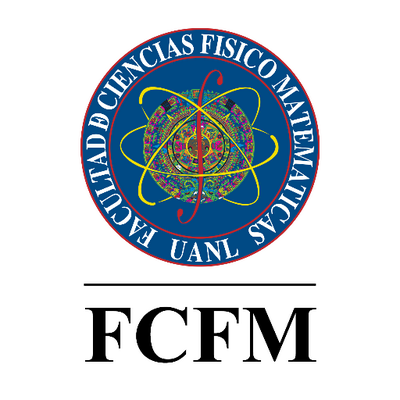 FACULTAD DE CIENCIAS FISICO MATEMATICAS
UANL
FCFM